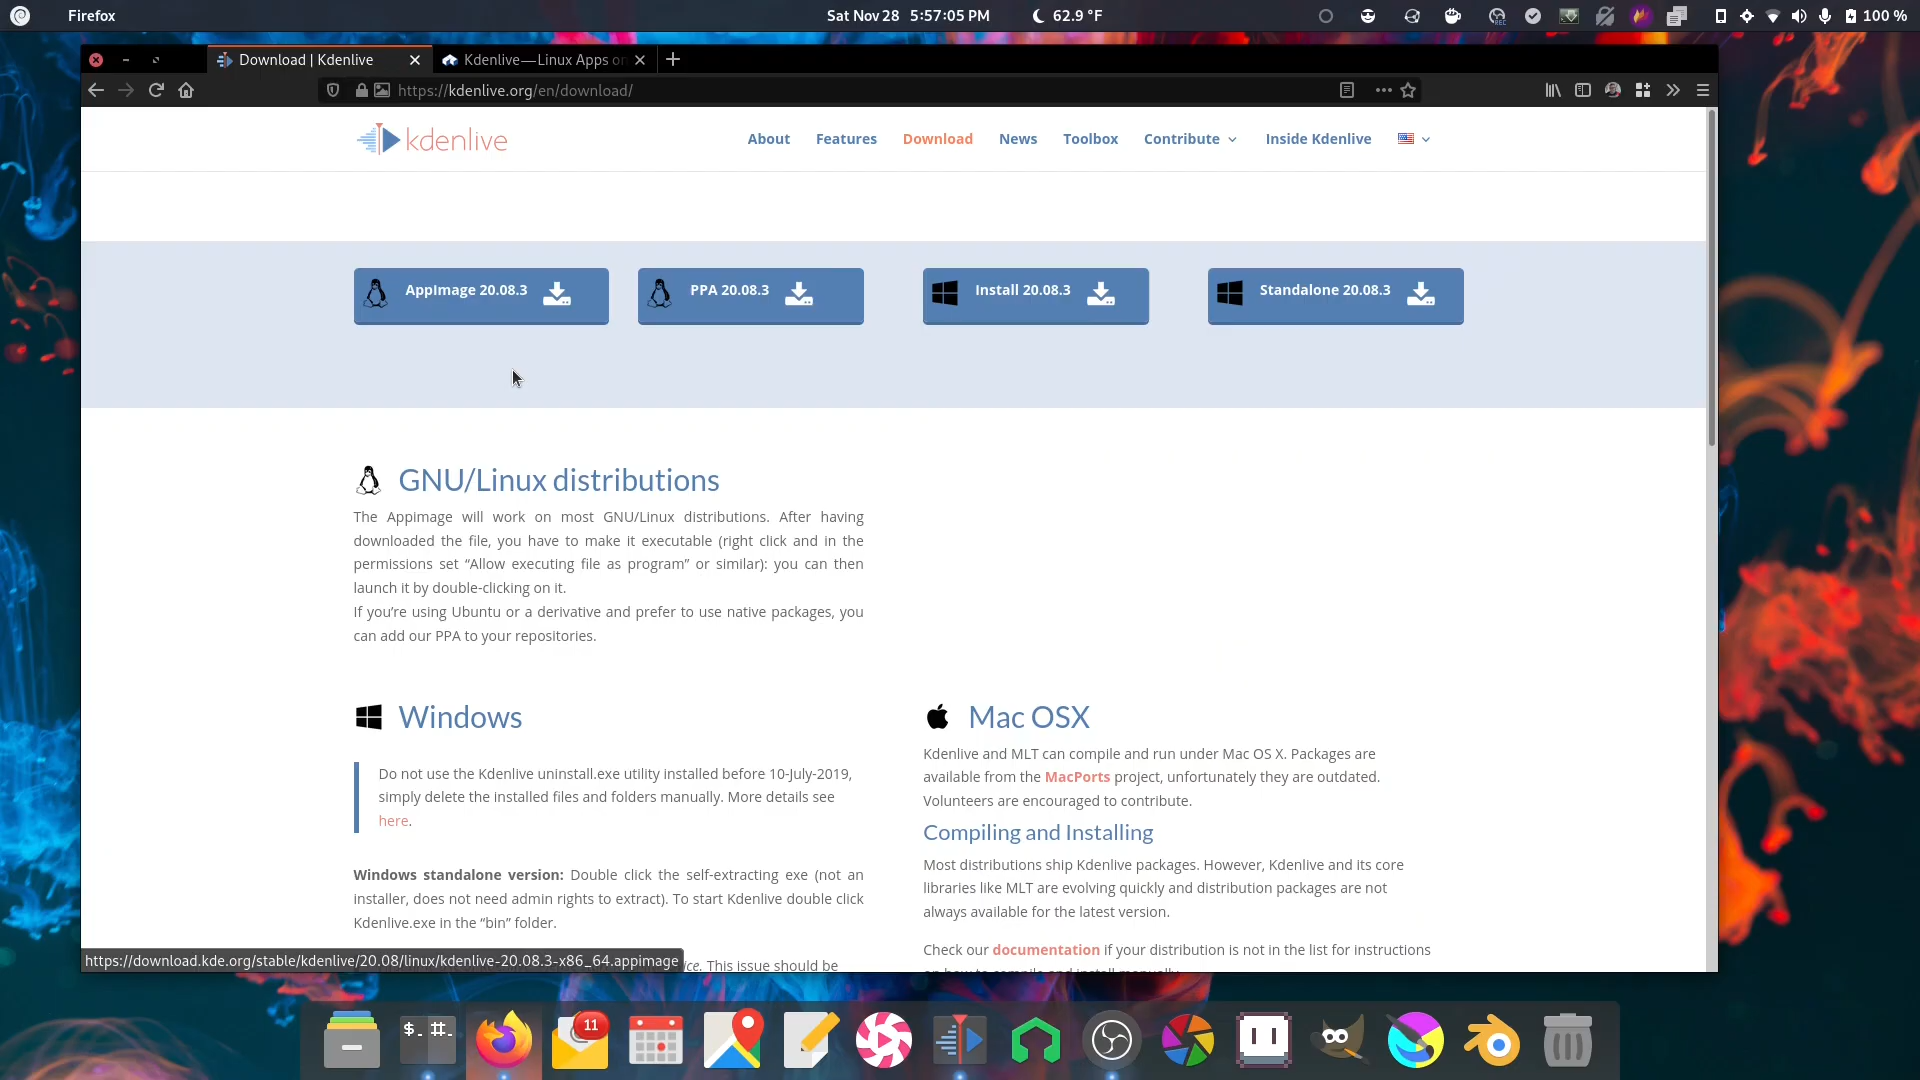 Firefox
Sat Nov 28 5:57:05 PM
62.9 °F
100 %
Download | Kdenlive
Kdenlive—Linux Apps on
https://kdenlive.org/en/download/
kdenlive
About
Features
Download
News
Toolbox
Contribute
Inside Kdenlive
AppImage 20.08.3
PPA 20.08.3
Install 20.08.3
Standalone 20.08.3
GNU/Linux distributions
The Appimage will work on most GNU/Linux distributions. After having
downloaded the file, you have to make it executable (right click and in the
permissions set “Allow executing file as program” or similar): you can then
launch it by double-clicking on it.
If you’re using Ubuntu or a derivative and prefer to use native packages, you
can add our PPA to your repositories.
Windows
Do not use the Kdenlive uninstall.exe utility installed before 10-July-2019,
simply delete the installed files and folders manually. More details see
here.
Windows standalone version: Double click the self-extracting exe (not an
installer, does not need admin rights to extract). To start Kdenlive double click
Kdenlive.exe in the “bin” folder.
This issue should be
Mac OSX
Kdenlive and MLT can compile and run under Mac OS X. Packages are
available from the MacPorts project, unfortunately they are outdated.
Volunteers are encouraged to contribute.
Compiling and Installing
Most distributions ship Kdenlive packages. However, Kdenlive and its core
libraries like MLT are evolving quickly and distribution packages are not
always available for the latest version.
Check our documentation if your distribution is not in the list for instructions
on how to compile and install manually.
https://download.kde.org/stable/kdenlive/20.08/linux/kdenlive-20.08.3-x86_64.appimage
$_ #_
11